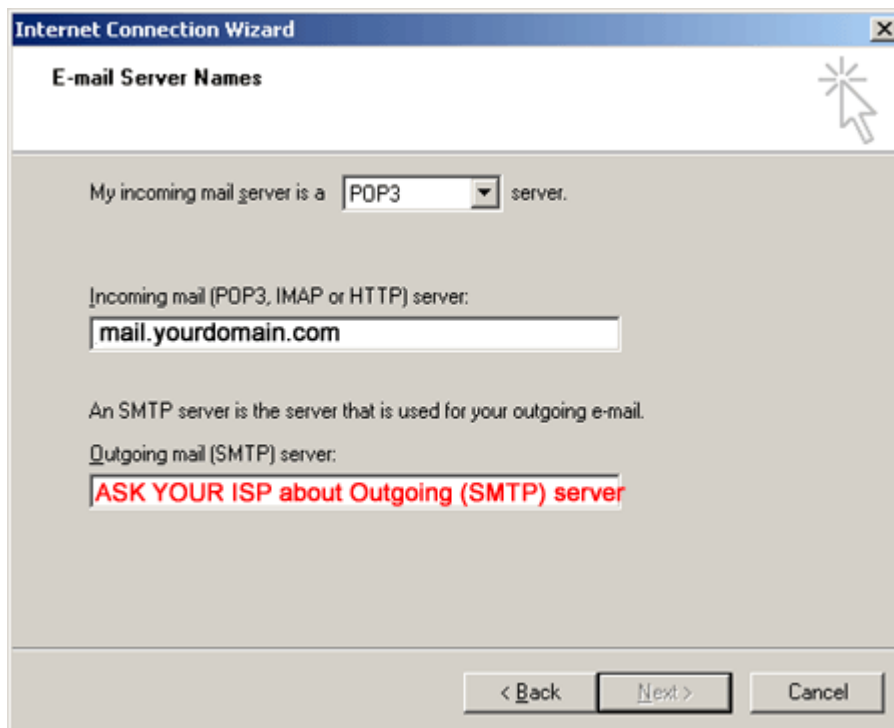 Internet Connection Wizard
E-mail Server Names
My incoming mail server is a POP3 server.
Incoming mail (POP3, IMAP or HTTP) server:
mail.yourdomain.com
An SMTP server is the server that is used for your outgoing e-mail.
Outgoing mail (SMTP) server:
ASK YOUR ISP about Outgoing (SMTP) server
< Back Next > Cancel